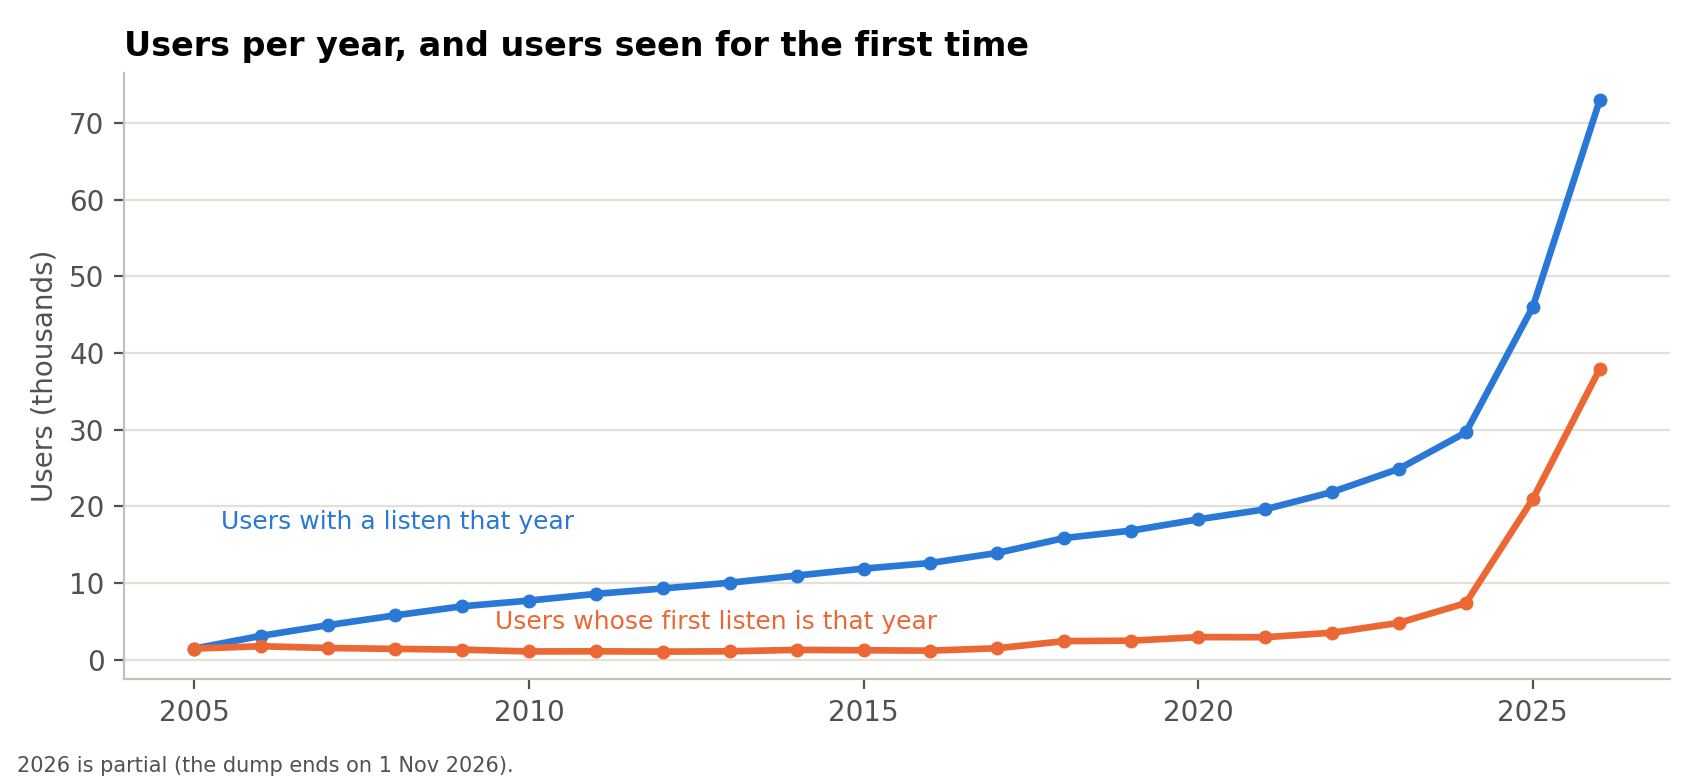 Users per year, and users seen for the first time
Users (thousands)
70
60
50
40
30
20
10
0
Users with a listen that year
Users whose first listen is that year
2005
2010
2015
2020
2025
2026 is partial (the dump ends on 1 Nov 2026).